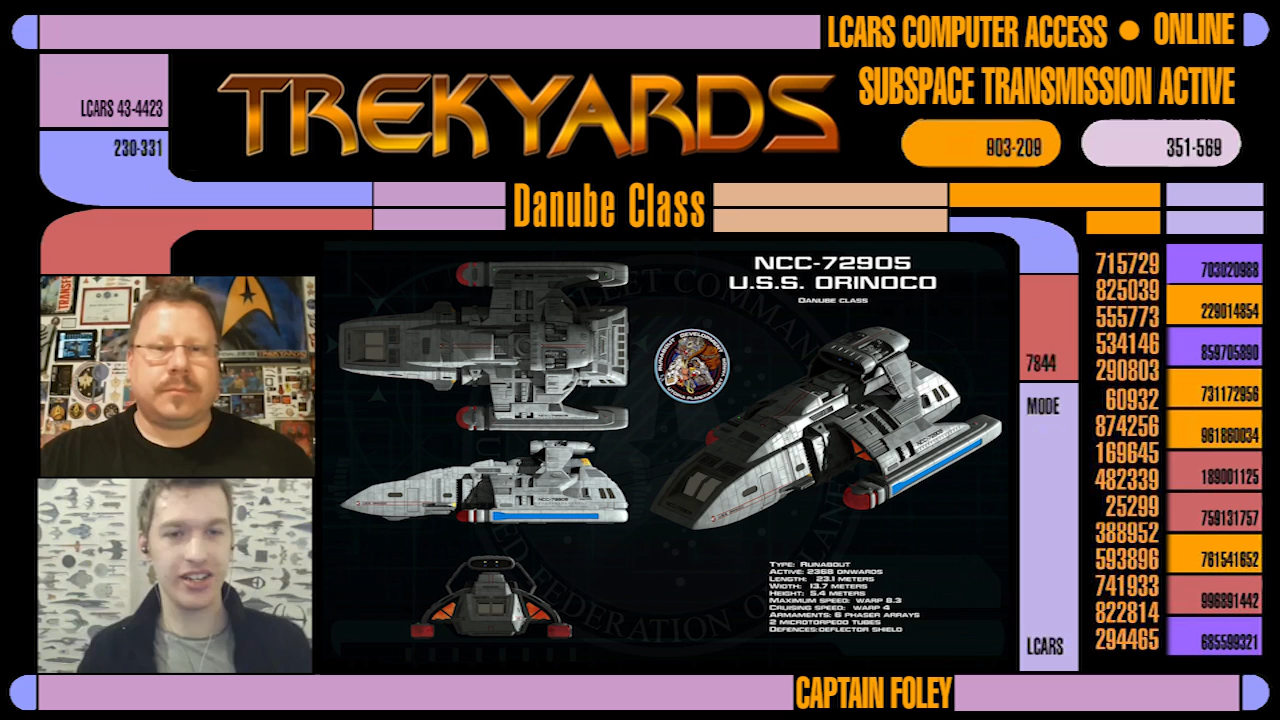 LCARS COMPUTER ACCESS • ONLINE
TREKYARDS
SUBSPACE TRANSMISSION ACTIVE
LCARS 43-4423
230-331
903-209
351-569
Danube Class
NCC-72905
U.S.S. ORINOCO
DANUBE CLASS
TYPE: RUNABOUT
ACTIVE: 2368 ONWARDS
LENGTH: 23.1 METERS
WIDTH: 13.7 METERS
HEIGHT: 5.4 METERS
MAXIMUM SPEED: WARP 8.3
CRUISING SPEED: WARP 4
ARMAMENTS: 6 PHASER ARRAYS
2 MICROTORPEDO TUBES
DEFENCES:DEFLECTOR SHIELD
7844
MODE
LCARS
715729
825039
555773
534146
290803
60932
874256
169645
482339
25299
388952
593896
741933
822814
294465
703020988
229014854
859705890
731172956
961860034
189001125
759131757
761541652
996891442
685599321
CAPTAIN FOLEY